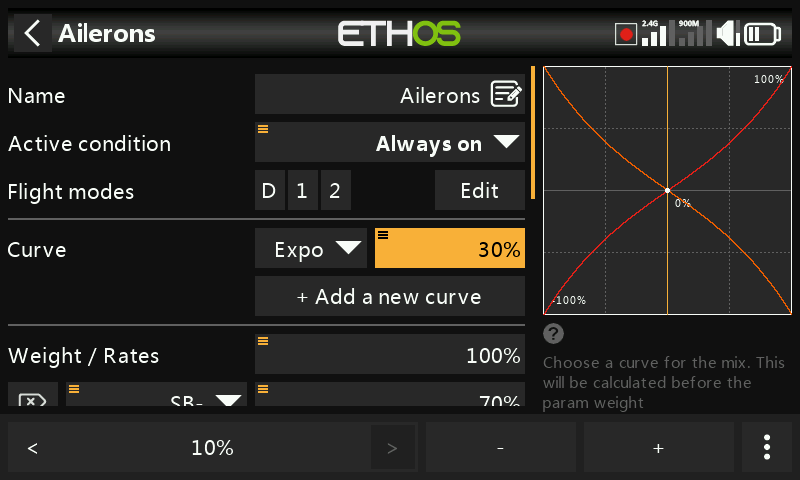 Ailerons
ETHOS
2.4G
900M
Name
Ailerons
Active condition
Always on
Flight modes
D 1 2
Edit
Curve
Expo
30%
+ Add a new curve
Weight / Rates
100%
SB-
70%
100%
0%
-100%
?
Choose a curve for the mix. This
will be calculated before the
param weight
< 10% > - +